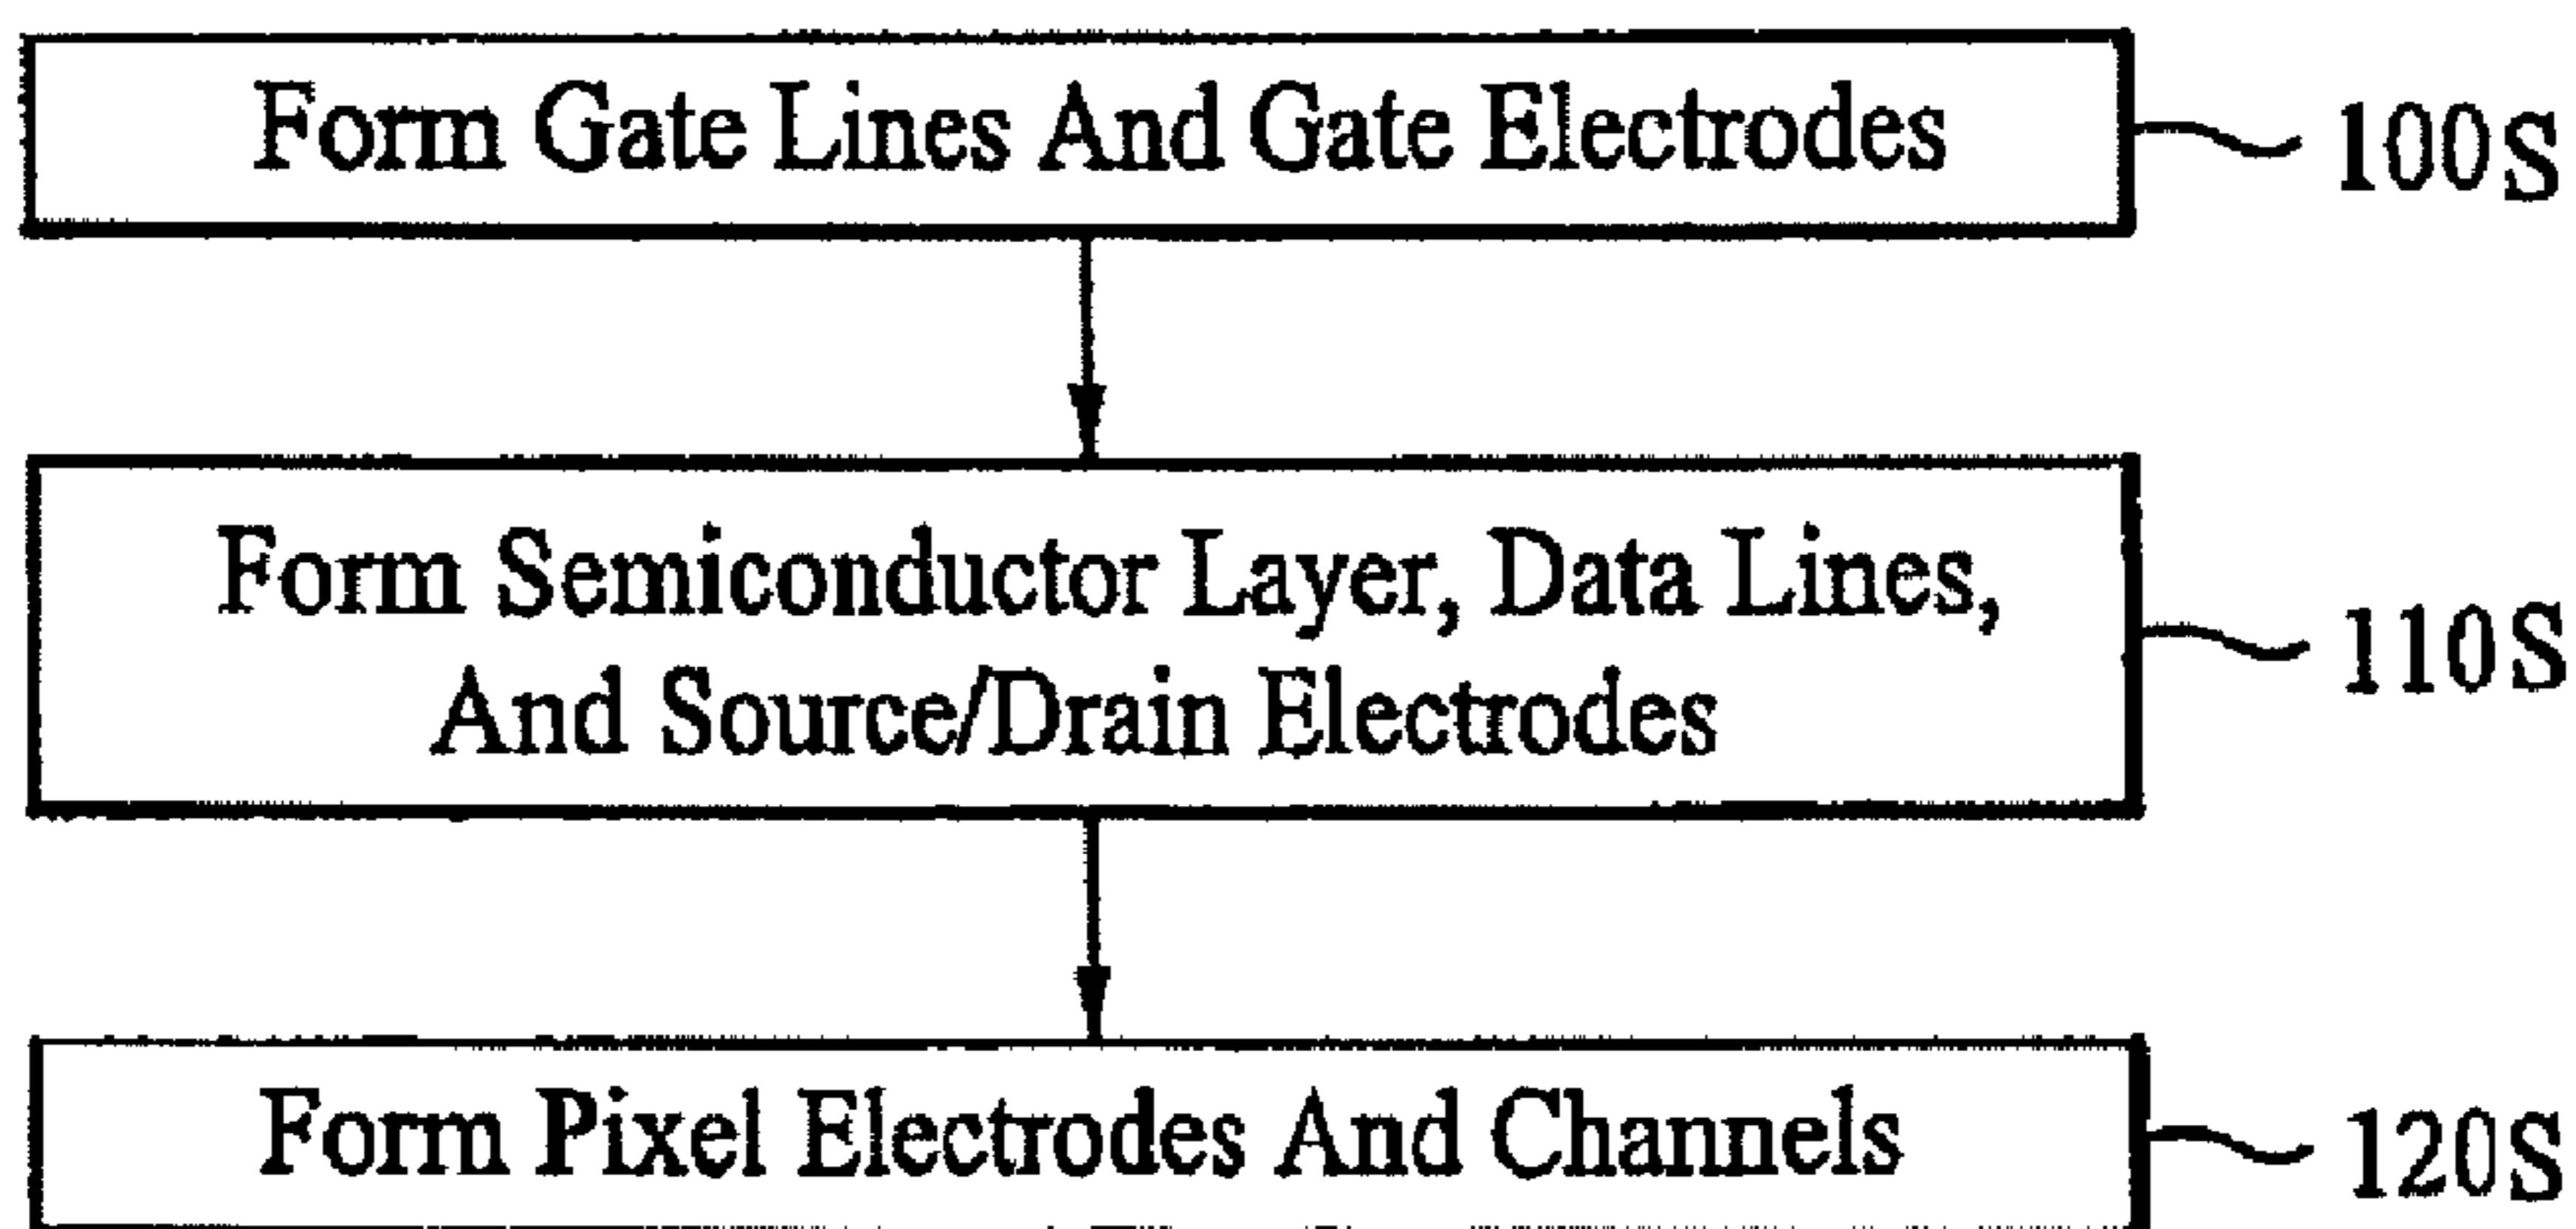 Form Gate Lines And Gate Electrodes
100S
Form Semiconductor Layer, Data Lines,
And Source/Drain Electrodes
110S
Form Pixel Electrodes And Channels
120S